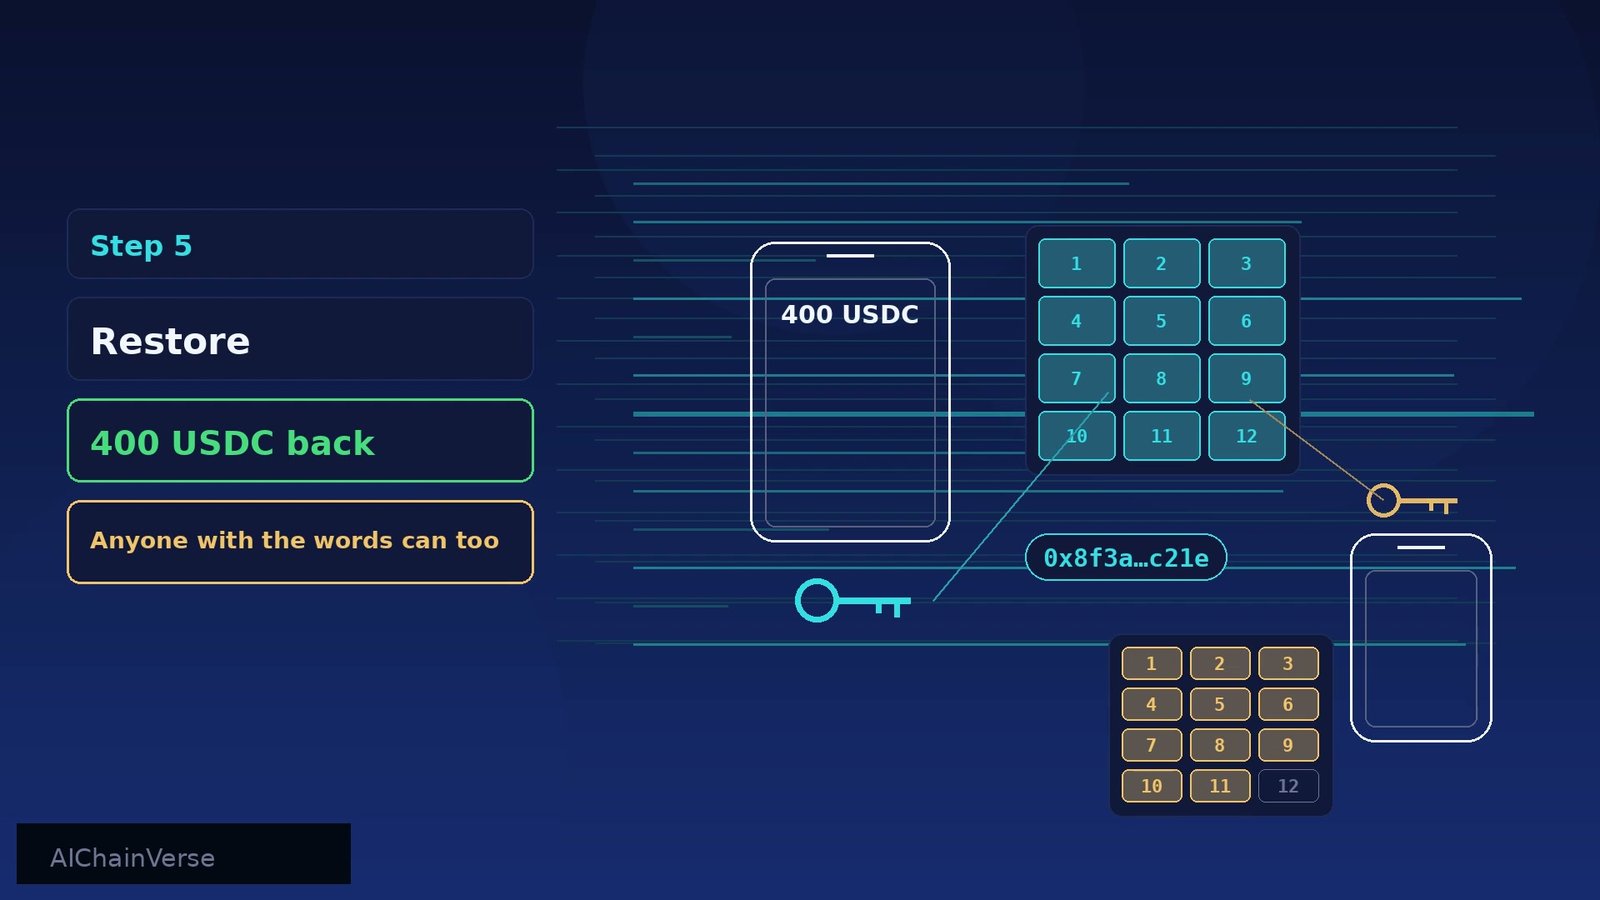 Step 5
Restore
400 USDC back
Anyone with the words can too
400 USDC
1 2 3
4 5 6
7 8 9
10 11 12
0x8f3a…c21e
1 2 3
4 5 6
7 8 9
10 11 12
AIChainVerse